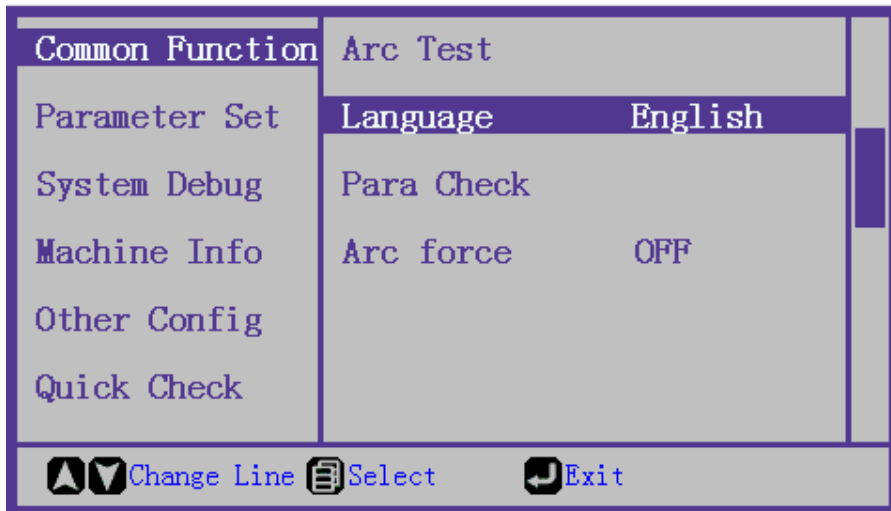 Common Function Arc Test
Parameter Set Language English
System Debug Para Check
Machine Info Arc force OFF
Other Config
Quick Check
Change Line Select Exit